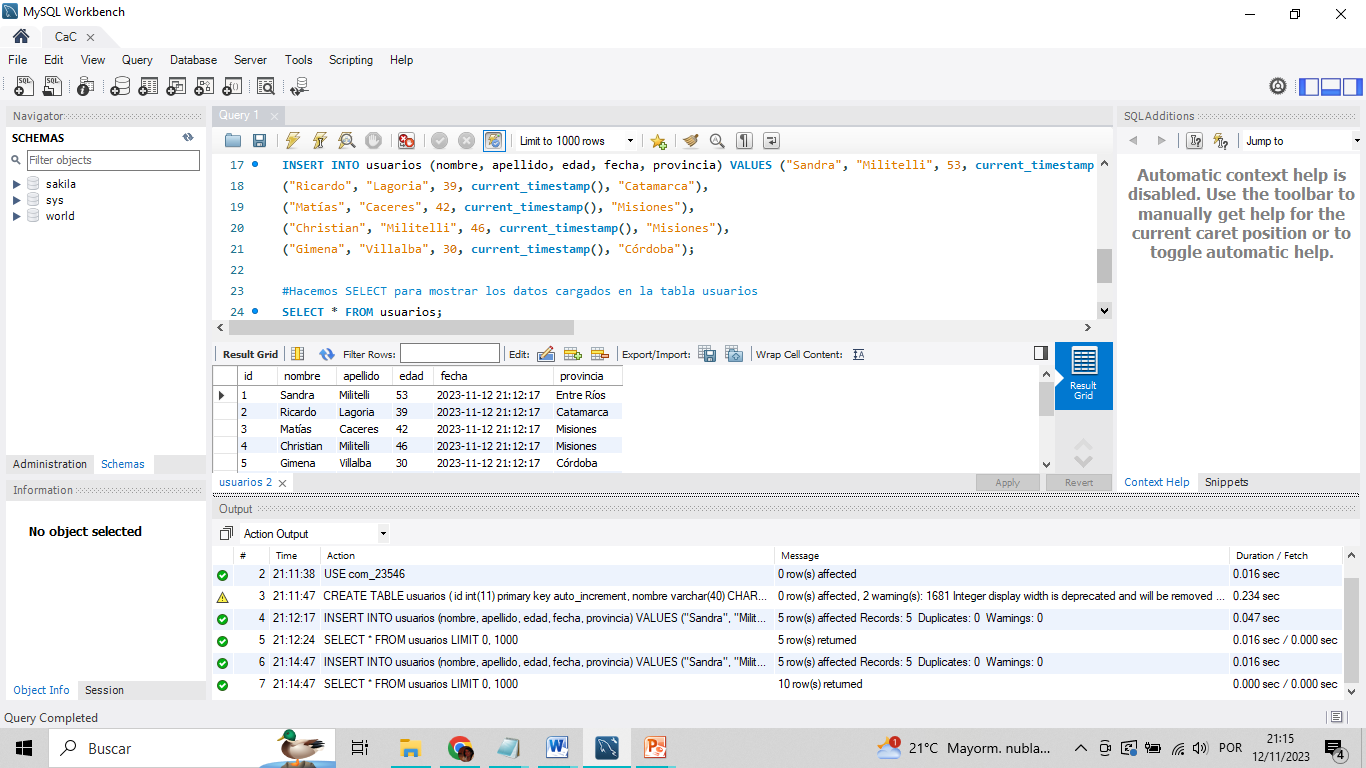 MySQL Workbench
CaC
File Edit View Query Database Server Tools Scripting Help
Navigator
SCHEMAS
Filter objects
sakila
sys
world
Administration Schemas
Information
No object selected
Object Info Session
Query 1
Limit to 1000 rows
17 INSERT INTO usuarios (nombre, apellido, edad, fecha, provincia) VALUES ("Sandra", "Militelli", 53, current_timestamp
18 ("Ricardo", "Lagoria", 39, current_timestamp(), "Catamarca"),
19 ("Matías", "Caceres", 42, current_timestamp(), "Misiones"),
20 ("Christian", "Militelli", 46, current_timestamp(), "Misiones"),
21 ("Gimena", "Villalba", 30, current_timestamp(), "Córdoba");
22
23 #Hacemos SELECT para mostrar los datos cargados en la tabla usuarios
24 SELECT * FROM usuarios;
Result Grid Filter Rows: Edit: Export/Import: Wrap Cell Content:
id nombre apellido edad fecha provincia
1 Sandra Militelli 53 2023-11-12 21:12:17 Entre Ríos
2 Ricardo Lagoria 39 2023-11-12 21:12:17 Catamarca
3 Matías Caceres 42 2023-11-12 21:12:17 Misiones
4 Christian Militelli 46 2023-11-12 21:12:17 Misiones
5 Gimena Villalba 30 2023-11-12 21:12:17 Córdoba
Result
Grid
usuarios 2
Apply Revert
SQLAdditions
Jump to
Automatic context help is
disabled. Use the toolbar to
manually get help for the
current caret position or to
toggle automatic help.
Context Help Snippets
Output
Action Output
# Time Action Message Duration / Fetch
2 21:11:38 USE com_23546 0 row(s) affected 0.016 sec
3 21:11:47 CREATE TABLE usuarios ( id int(11) primary key auto_increment, nombre varchar(40) CHAR... 0 row(s) affected, 2 warning(s): 1681 Integer display width is deprecated and will be removed ... 0.234 sec
4 21:12:17 INSERT INTO usuarios (nombre, apellido, edad, fecha, provincia) VALUES ("Sandra", "Milit... 5 row(s) affected Records: 5 Duplicates: 0 Warnings: 0 0.047 sec
5 21:12:24 SELECT * FROM usuarios LIMIT 0, 1000 5 row(s) returned 0.016 sec / 0.000 sec
6 21:14:47 INSERT INTO usuarios (nombre, apellido, edad, fecha, provincia) VALUES ("Sandra", "Milit... 5 row(s) affected Records: 5 Duplicates: 0 Warnings: 0 0.016 sec
7 21:14:47 SELECT * FROM usuarios LIMIT 0, 1000 10 row(s) returned 0.000 sec / 0.000 sec
Query Completed
Buscar
21°C Mayorm. nubla...
POR
21:15
12/11/2023
4